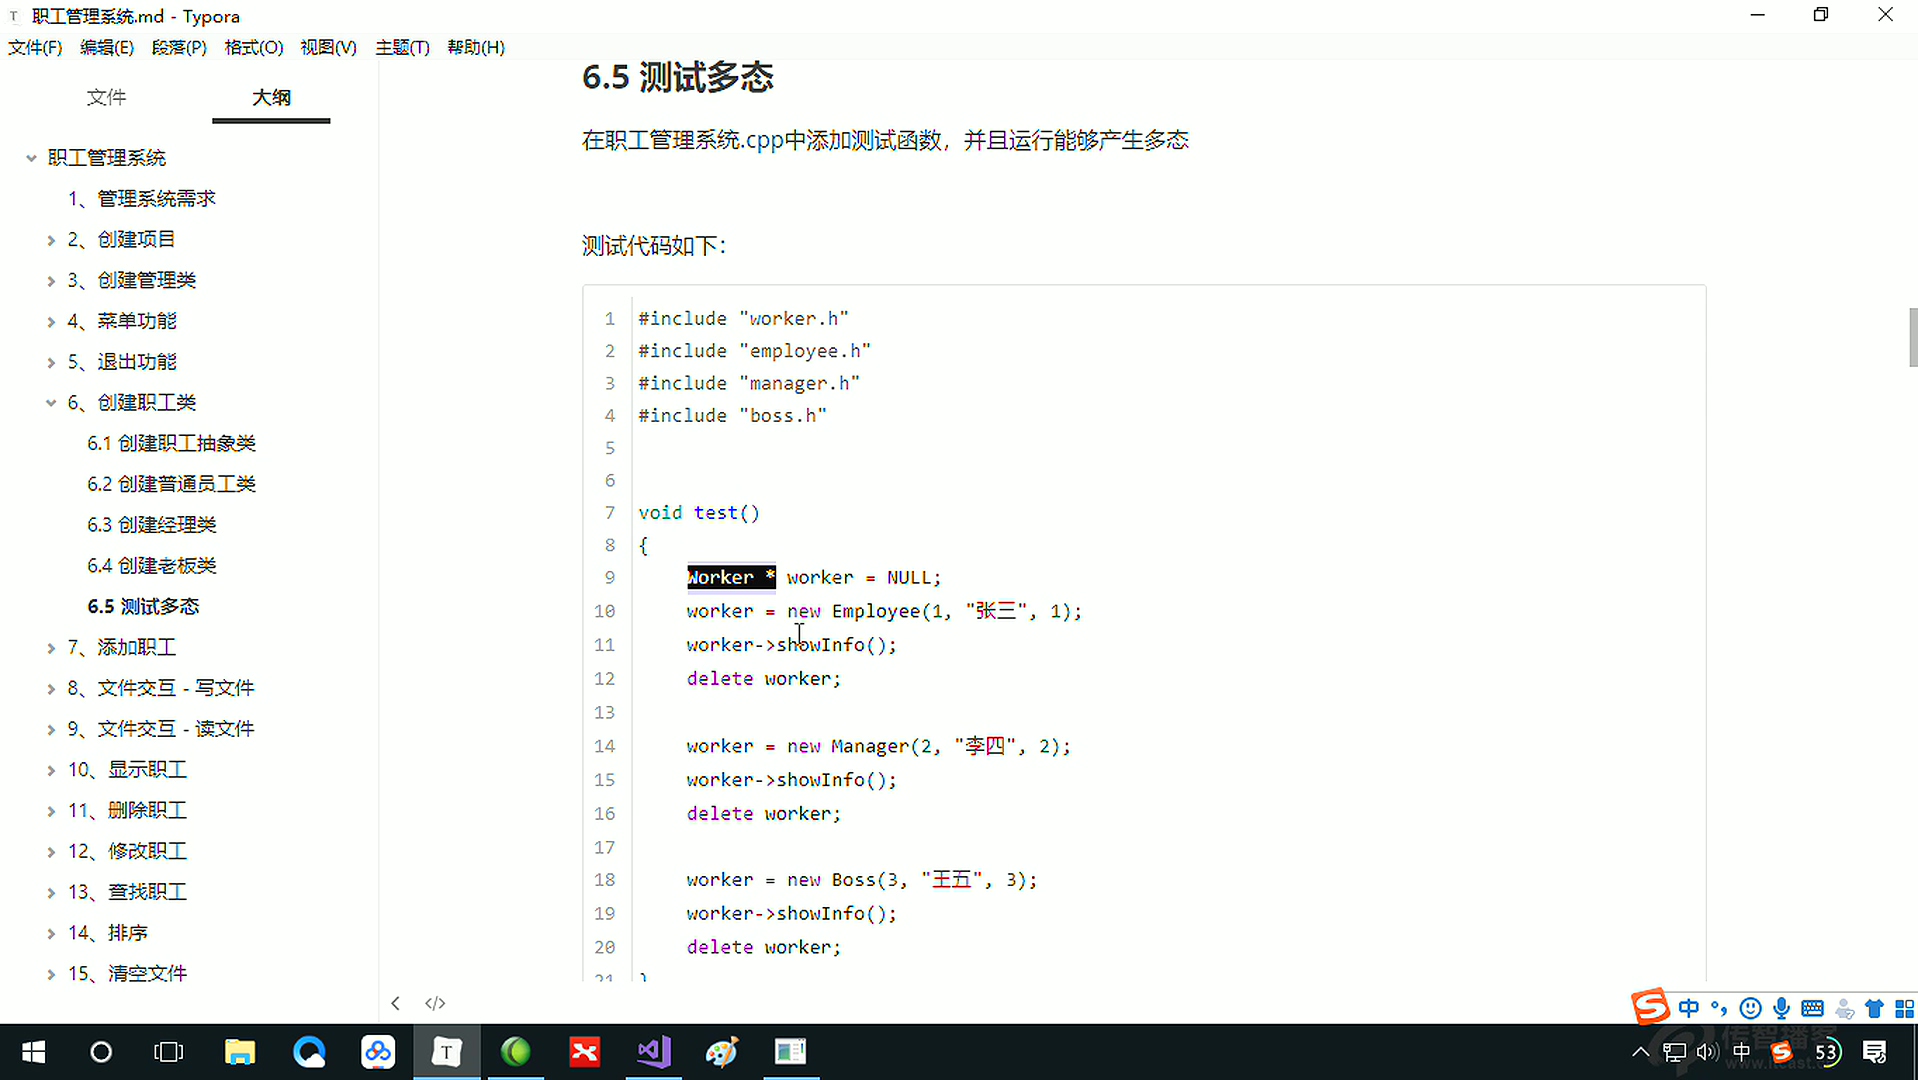 职工管理系统.md - Typora
文件(F) 编辑(E) 段落(P) 格式(O) 视图(V) 主题(T) 帮助(H)
文件 大纲
职工管理系统
1、管理系统需求
2、创建项目
3、创建管理类
4、菜单功能
5、退出功能
6、创建职工类
6.1 创建职工抽象类
6.2 创建普通员工类
6.3 创建经理类
6.4 创建老板类
6.5 测试多态
7、添加职工
8、文件交互 - 写文件
9、文件交互 - 读文件
10、显示职工
11、删除职工
12、修改职工
13、查找职工
14、排序
15、清空文件
6.5 测试多态
在职工管理系统.cpp中添加测试函数，并且运行能够产生多态
测试代码如下：
1 #include "worker.h"
2 #include "employee.h"
3 #include "manager.h"
4 #include "boss.h"
5
6
7 void test()
8 {
9 Worker * worker = NULL;
10 worker = new Employee(1, "张三", 1);
11 worker->showInfo();
12 delete worker;
13
14 worker = new Manager(2, "李四", 2);
15 worker->showInfo();
16 delete worker;
17
18 worker = new Boss(3, "王五", 3);
19 worker->showInfo();
20 delete worker;
21 }
中
传智播客
中 53